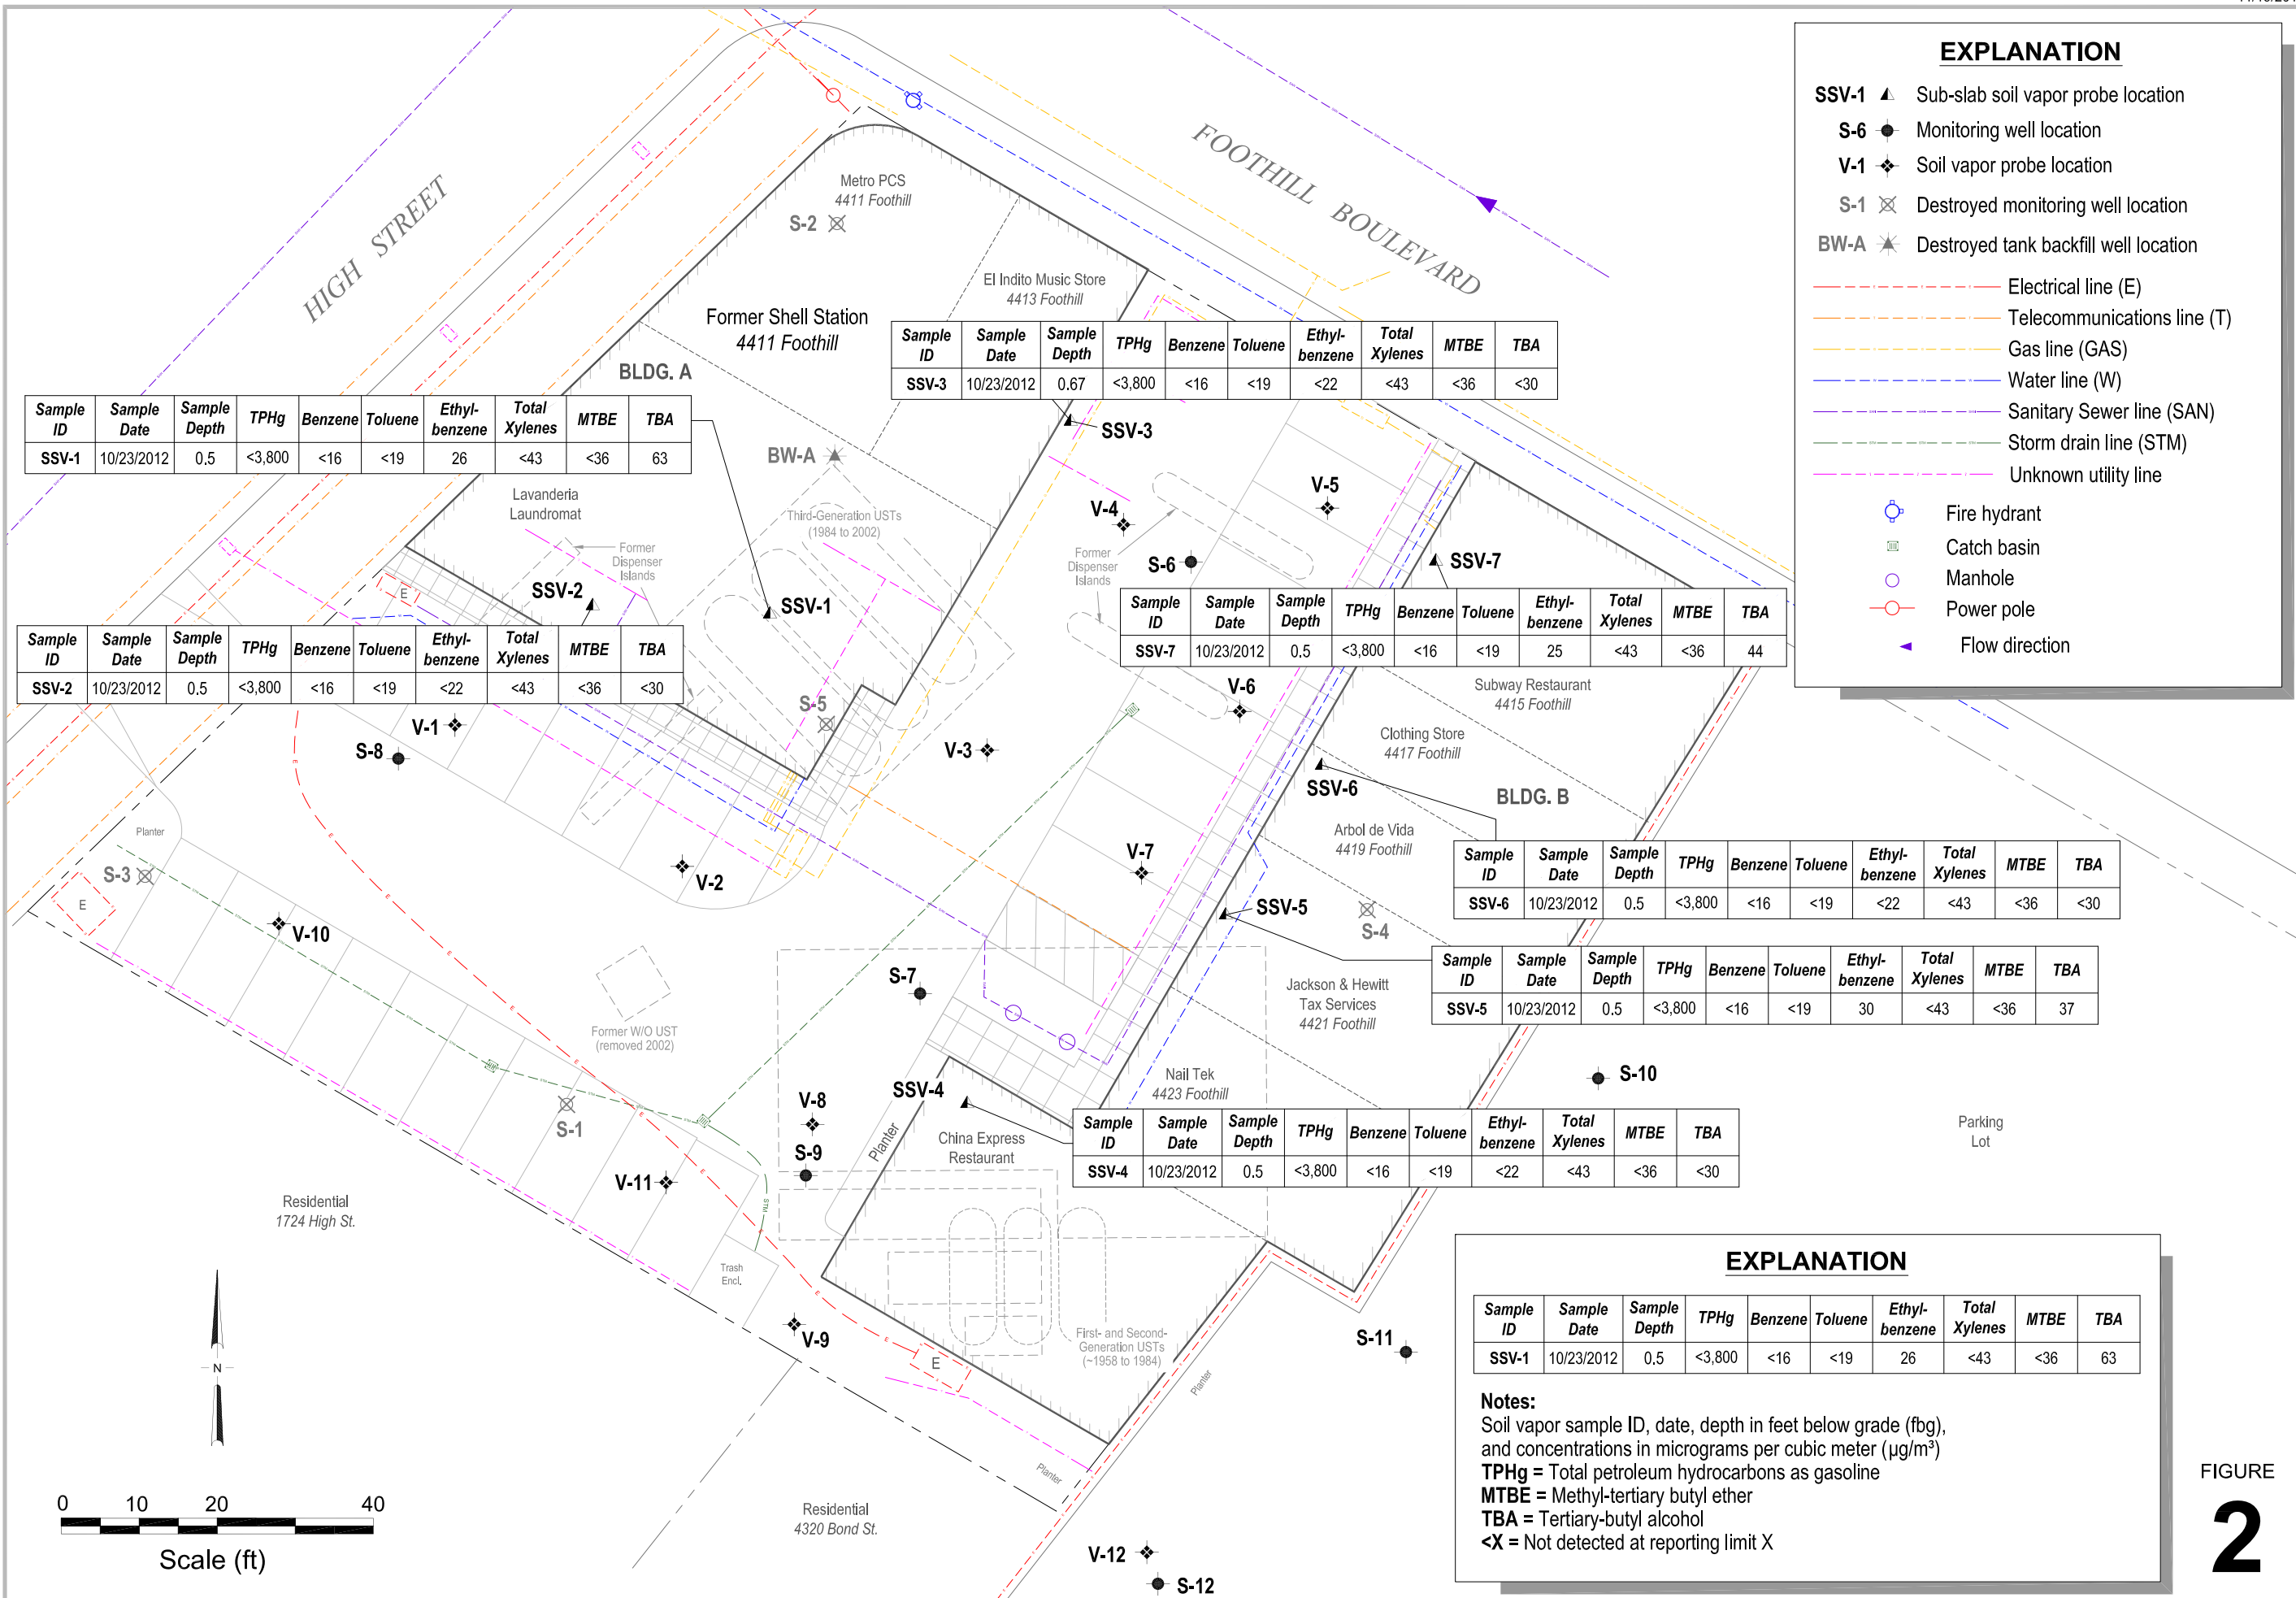 EXPLANATION
SSV-1 Sub-slab soil vapor probe location
S-6 Monitoring well location
V-1 Soil vapor probe location
S-1 Destroyed monitoring well location
BW-A Destroyed tank backfill well location
Electrical line (E)
Telecommunications line (T)
Gas line (GAS)
Water line (W)
Sanitary Sewer line (SAN)
Storm drain line (STM)
Unknown utility line
Fire hydrant
Catch basin
Manhole
Power pole
Flow direction
HIGH STREET
FOOTHILL BOULEVARD
Metro PCS
4411 Foothill
S-2
El Indito Music Store
4413 Foothill
Former Shell Station
4411 Foothill
BLDG. A
Sample ID Sample Date Sample Depth TPHg Benzene Toluene Ethyl-benzene Total Xylenes MTBE TBA
SSV-3 10/23/2012 0.67 <3,800 <16 <19 <22 <43 <36 <30
SSV-3
Sample ID Sample Date Sample Depth TPHg Benzene Toluene Ethyl-benzene Total Xylenes MTBE TBA
SSV-1 10/23/2012 0.5 <3,800 <16 <19 26 <43 <36 63
BW-A
Lavanderia
Laundromat
Third-Generation USTs
(1984 to 2002)
Former
Dispenser
Islands
V-4
V-5
Former
Dispenser
Islands
S-6
SSV-7
E
SSV-2
SSV-1
Sample ID Sample Date Sample Depth TPHg Benzene Toluene Ethyl-benzene Total Xylenes MTBE TBA
SSV-7 10/23/2012 0.5 <3,800 <16 <19 25 <43 <36 44
Sample ID Sample Date Sample Depth TPHg Benzene Toluene Ethyl-benzene Total Xylenes MTBE TBA
SSV-2 10/23/2012 0.5 <3,800 <16 <19 <22 <43 <36 <30
Subway Restaurant
4415 Foothill
V-6
S-5
V-1
S-8
V-3
Clothing Store
4417 Foothill
SSV-6
BLDG. B
Planter
Arbol de Vida
4419 Foothill
V-7
V-2
S-3
E
Sample ID Sample Date Sample Depth TPHg Benzene Toluene Ethyl-benzene Total Xylenes MTBE TBA
SSV-6 10/23/2012 0.5 <3,800 <16 <19 <22 <43 <36 <30
SSV-5
S-4
V-10
Sample ID Sample Date Sample Depth TPHg Benzene Toluene Ethyl-benzene Total Xylenes MTBE TBA
SSV-5 10/23/2012 0.5 <3,800 <16 <19 30 <43 <36 37
S-7
Jackson & Hewitt
Tax Services
4421 Foothill
Former W/O UST
(removed 2002)
Nail Tek
4423 Foothill
S-10
SSV-4
V-8
S-1
S-9
Planter
China Express
Restaurant
Sample ID Sample Date Sample Depth TPHg Benzene Toluene Ethyl-benzene Total Xylenes MTBE TBA
SSV-4 10/23/2012 0.5 <3,800 <16 <19 <22 <43 <36 <30
Parking
Lot
V-11
STM
Residential
1724 High St.
Trash
Encl.
V-9
E
First- and Second-
Generation USTs
(~1958 to 1984)
S-11
Planter
Planter
N
0 10 20 40
Scale (ft)
Residential
4320 Bond St.
V-12
S-12
EXPLANATION
Sample ID Sample Date Sample Depth TPHg Benzene Toluene Ethyl-benzene Total Xylenes MTBE TBA
SSV-1 10/23/2012 0.5 <3,800 <16 <19 26 <43 <36 63
Notes:
Soil vapor sample ID, date, depth in feet below grade (fbg),
and concentrations in micrograms per cubic meter (µg/m³)
TPHg = Total petroleum hydrocarbons as gasoline
MTBE = Methyl-tertiary butyl ether
TBA = Tertiary-butyl alcohol
<X = Not detected at reporting limit X
FIGURE
2